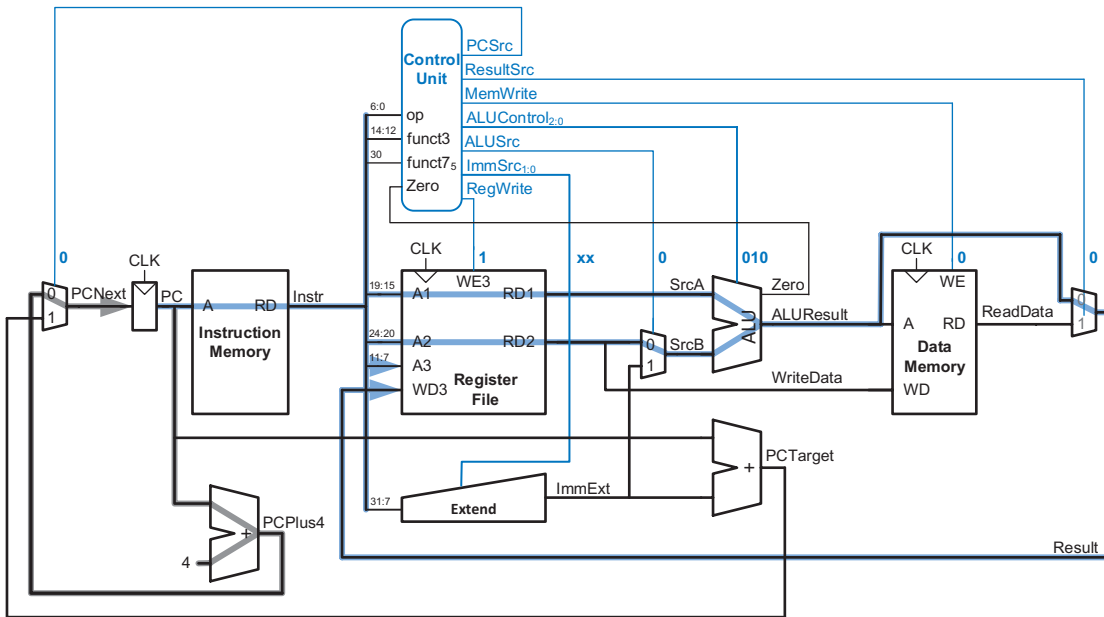 PCSrc
Control
Unit
ResultSrc
MemWrite
6:0
op
ALUControl2:0
14:12
funct3
ALUSrc
30
funct75
ImmSrc1:0
Zero
RegWrite
0
CLK
1
xx
0
010
0
0
CLK
CLK
WE3
Zero
WE
0
1
PCNext
PC
A
RD
Instr
19:15
A1
RD1
SrcA
ALUResult
0
1
Instruction
Memory
24:20
A2
RD2
0
1
SrcB
ALU
A
RD
ReadData
11:7
A3
Data
Memory
WD3
Register
File
WriteData
WD
PCTarget
+
31:7
Extend
ImmExt
PCPlus4
+
4
Result